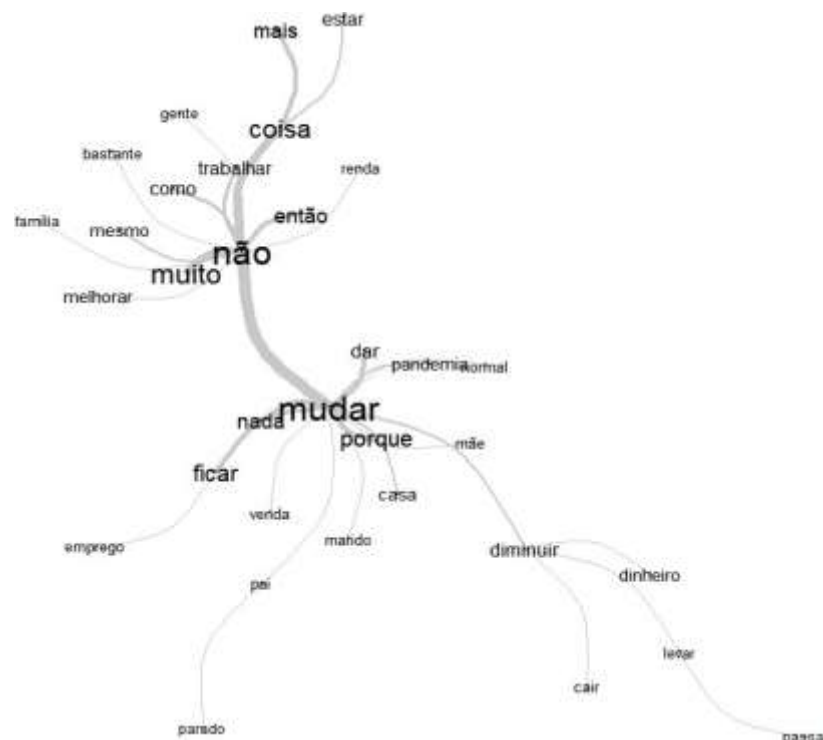 estar
mais
gente
coisa
bastante
trabalhar
renda
como
então
família
mesmo
não
muito
melhorar
dar
pandemia
normal
mudar
nada
porque
mãe
ficar
casa
venda
marido
emprego
diminuir
dinheiro
pai
levar
cair
parado